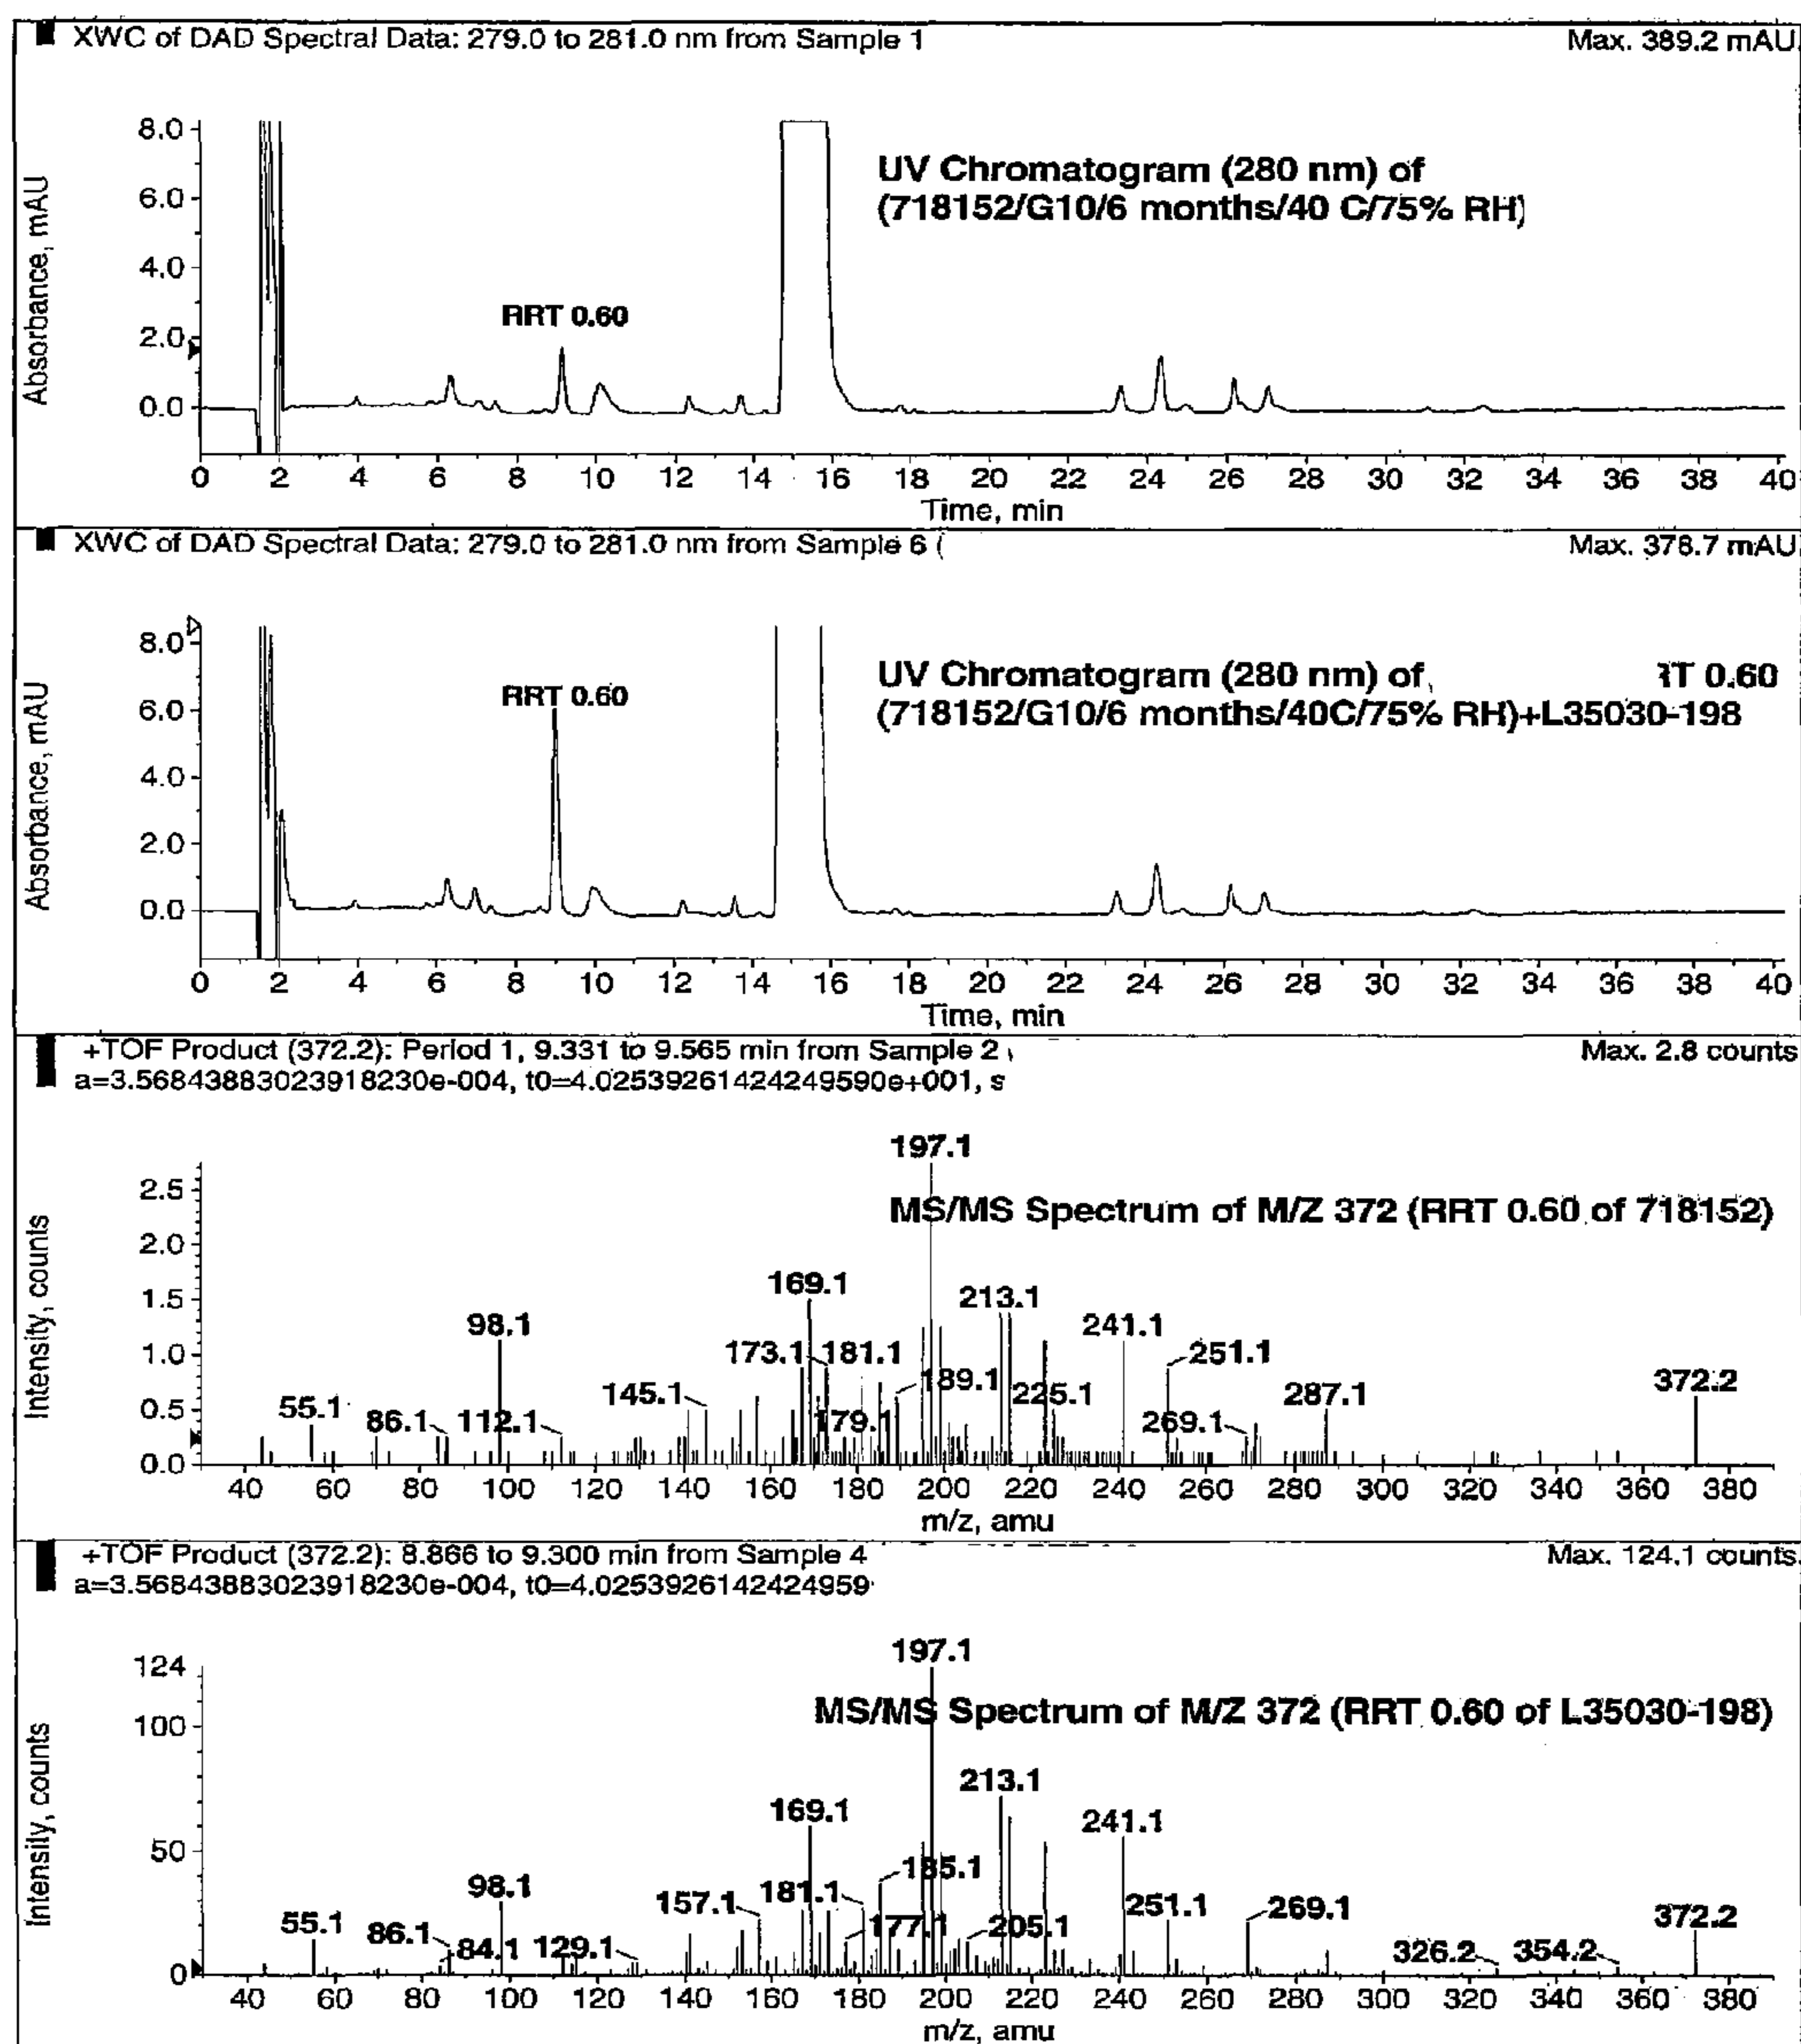 XWC of DAD Spectral Data: 279.0 to 281.0 nm from Sample 1
Max. 389.2 mAU.
8.0
6.0
4.0
2.0
0.0
Absorbance, mAU
UV Chromatogram (280 nm) of
(718152/G10/6 months/40 C/75% RH)
RRT 0.60
0 2 4 6 8 10 12 14 16 18 20 22 24 26 28 30 32 34 36 38 40
Time, min
XWC of DAD Spectral Data: 279.0 to 281.0 nm from Sample 6 (
Max. 378.7 mAU.
8.0
6.0
4.0
2.0
0.0
Absorbance, mAU
UV Chromatogram (280 nm) of
RT 0.60
(718152/G10/6 months/40C/75% RH)+L35030-198
RRT 0.60
0 2 4 6 8 10 12 14 16 18 20 22 24 26 28 30 32 34 36 38 40
Time, min
+TOF Product (372.2): Period 1, 9.331 to 9.565 min from Sample 2
Max. 2.8 counts
a=3.56843883023918230e-004, t0=4.02539261424249590e+001, s
197.1
MS/MS Spectrum of M/Z 372 (RRT 0.60 of 718152)
2.5
2.0
1.5
1.0
0.5
0.0
Intensity, counts
169.1 213.1
98.1 173.1 181.1 241.1 251.1
55.1 86.1 112.1 145.1 179.1 189.1 225.1 269.1 287.1 372.2
40 60 80 100 120 140 160 180 200 220 240 260 280 300 320 340 360 380
m/z, amu
+TOF Product (372.2): 8.866 to 9.300 min from Sample 4
Max. 124.1 counts.
a=3.56843883023918230e-004, t0=4.0253926142424959
197.1
MS/MS Spectrum of M/Z 372 (RRT 0.60 of L35030-198)
124
100
50
0
Intensity, counts
213.1
169.1 241.1
98.1 157.1 181.1 185.1 251.1 269.1 372.2
55.1 86.1 84.1 129.1 177.1 205.1 326.2 354.2
40 60 80 100 120 140 160 180 200 220 240 260 280 300 320 340 360 380
m/z, amu